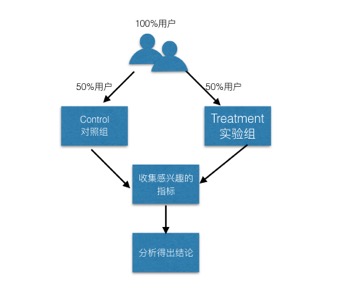 100%用户
50%用户
50%用户
Control
对照组
Treatment
实验组
收集感兴趣的
指标
分析得出结论